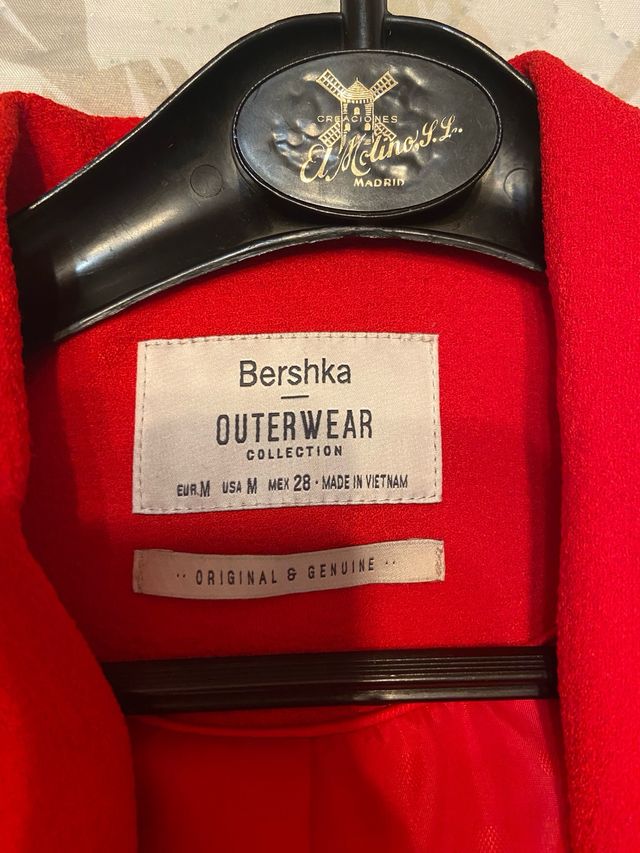 CREACIONES
El Molino, S.L.
MADRID
Bershka
OUTERWEAR
COLLECTION
EUR M USA M MEX 28 · MADE IN VIETNAM
·· ORIGINAL & GENUINE ··